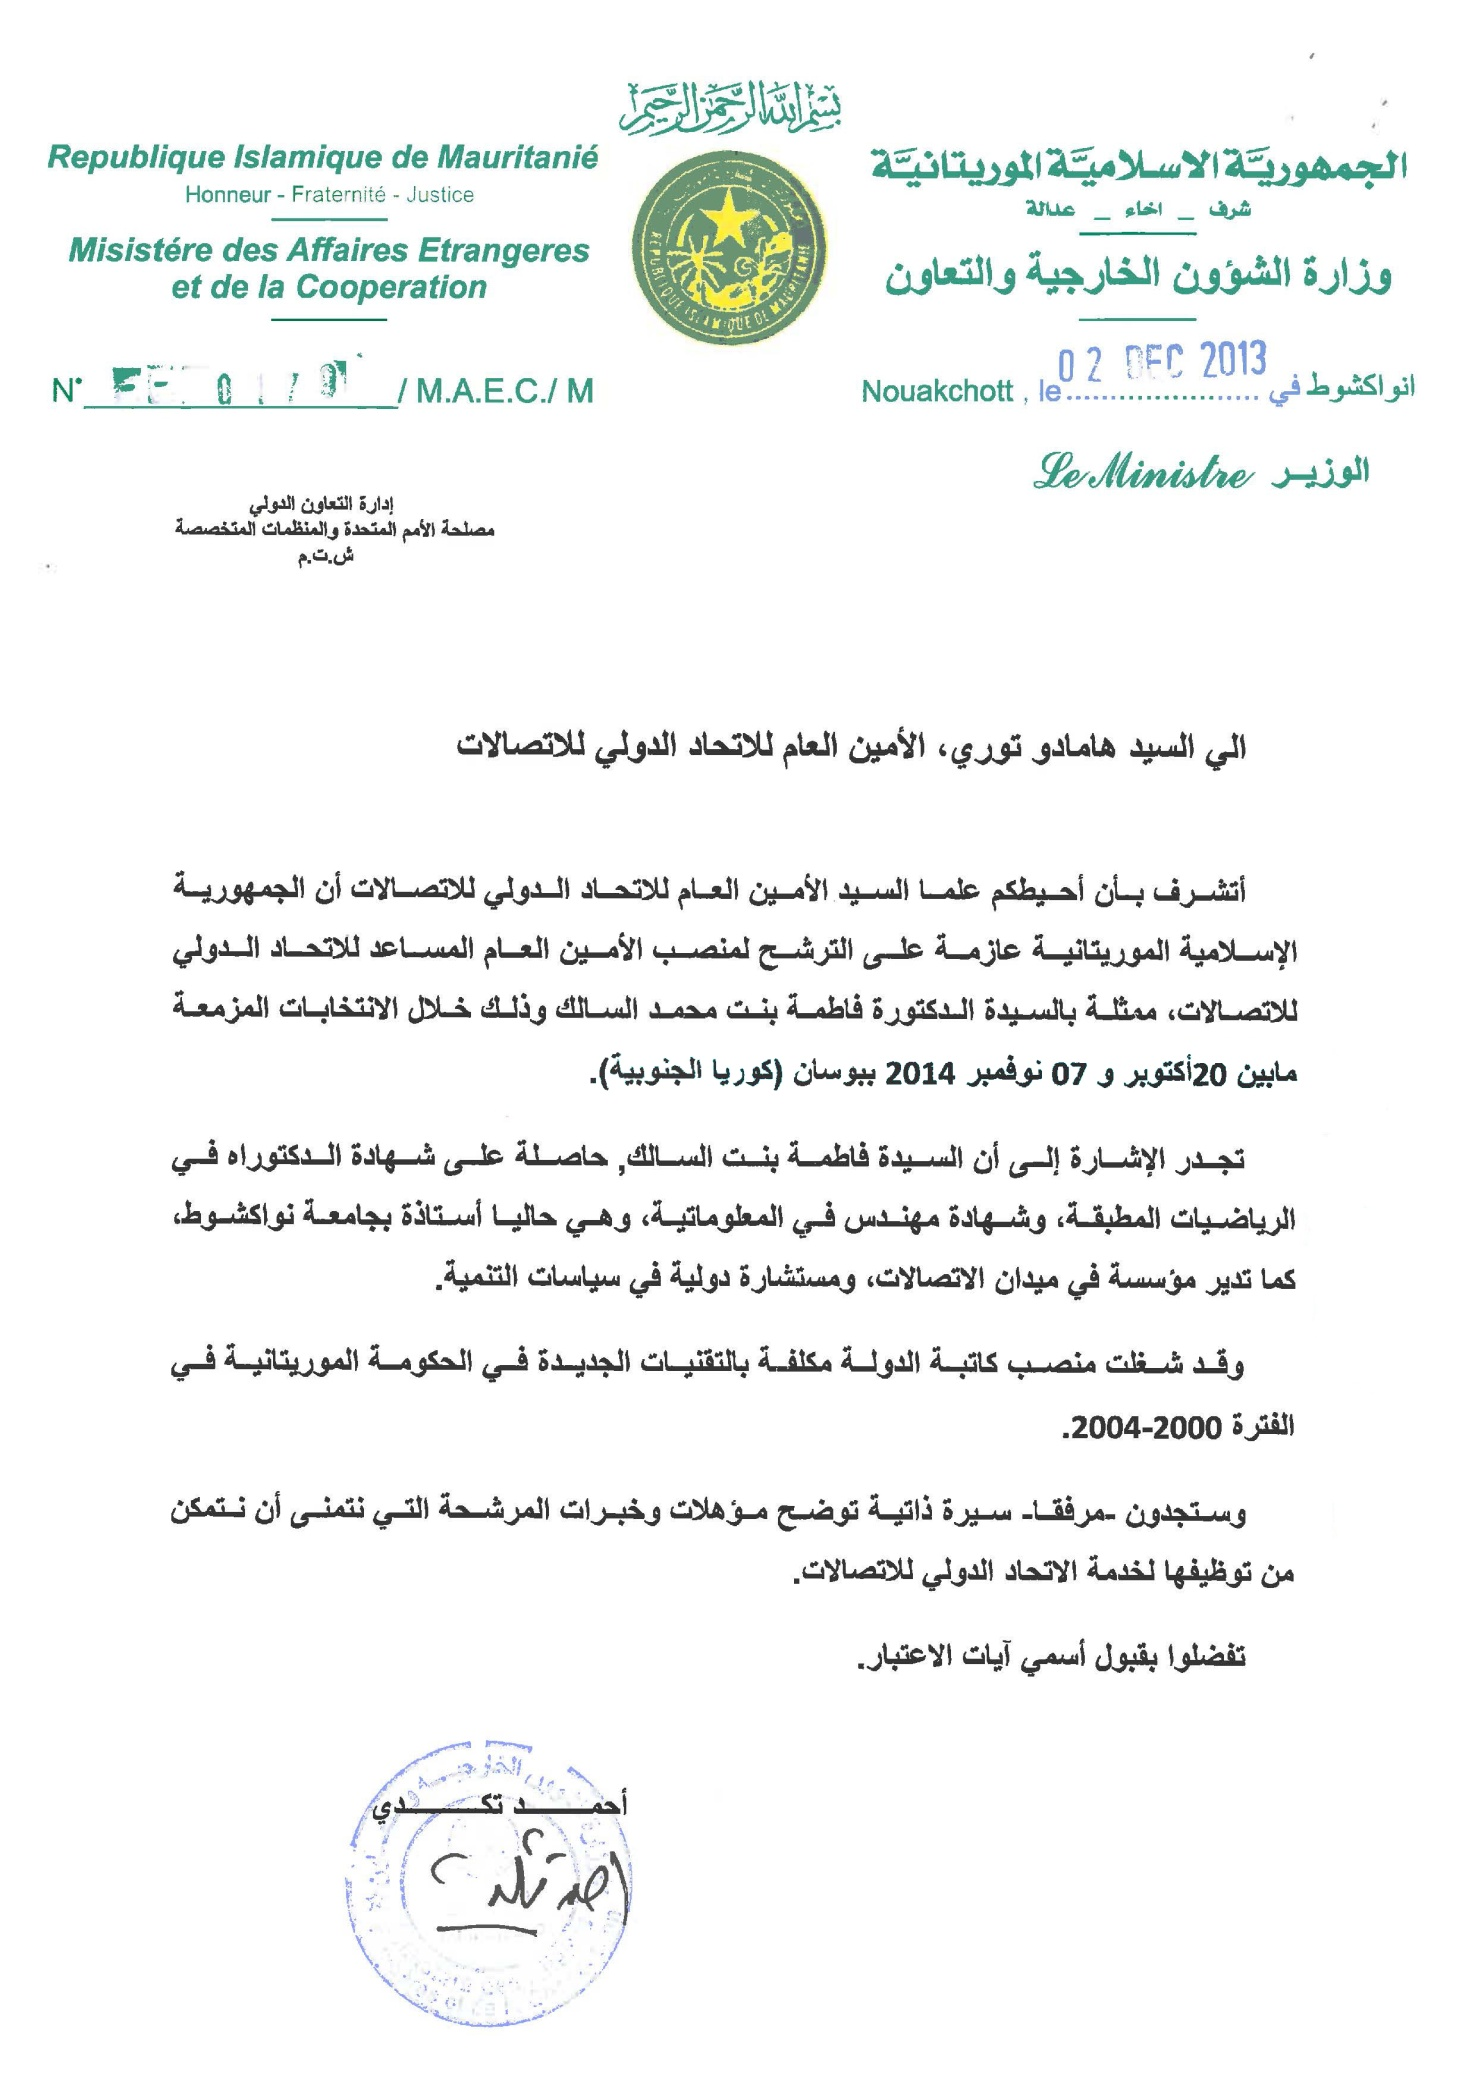 بسم الله الرحمن الرحيم
Republique Islamique de Mauritanié
Honneur - Fraternité - Justice
Misistére des Affaires Etrangeres
et de la Cooperation
الجمهورية الاسلامية الموريتانية
شرف _ اخاء _ عدالة
وزارة الشؤون الخارجية والتعاون
REPUBLIQUE ISLAMIQUE DE MAURITANIE
N° / M.A.E.C./ M
Nouakchott , le 02 DEC 2013 انواكشوط في
Le Ministre الوزير
إدارة التعاون الدولي
مصلحة الأمم المتحدة والمنظمات المتخصصة
ش.ت.م
الي السيد هامادو توري، الأمين العام للاتحاد الدولي للاتصالات
أتشرف بأن أحيطكم علما السيد الأمين العام للاتحاد الدولي للاتصالات أن الجمهورية
الإسلامية الموريتانية عازمة على الترشح لمنصب الأمين العام المساعد للاتحاد الدولي
للاتصالات، ممثلة بالسيدة الدكتورة فاطمة بنت محمد السالك وذلك خلال الانتخابات المزمعة
مابين 20أكتوبر و 07 نوفمبر 2014 ببوسان (كوريا الجنوبية).
تجدر الإشارة إلى أن السيدة فاطمة بنت السالك, حاصلة على شهادة الدكتوراه في
الرياضيات المطبقة، وشهادة مهندس في المعلوماتية، وهي حاليا أستاذة بجامعة نواكشوط،
كما تدير مؤسسة في ميدان الاتصالات، ومستشارة دولية في سياسات التنمية.
وقد شغلت منصب كاتبة الدولة مكلفة بالتقنيات الجديدة في الحكومة الموريتانية في
الفترة 2000-2004.
وستجدون -مرفقا- سيرة ذاتية توضح مؤهلات وخبرات المرشحة التي نتمنى أن نتمكن
من توظيفها لخدمة الاتحاد الدولي للاتصالات.
تفضلوا بقبول أسمي آيات الاعتبار.
أحمد تكدي